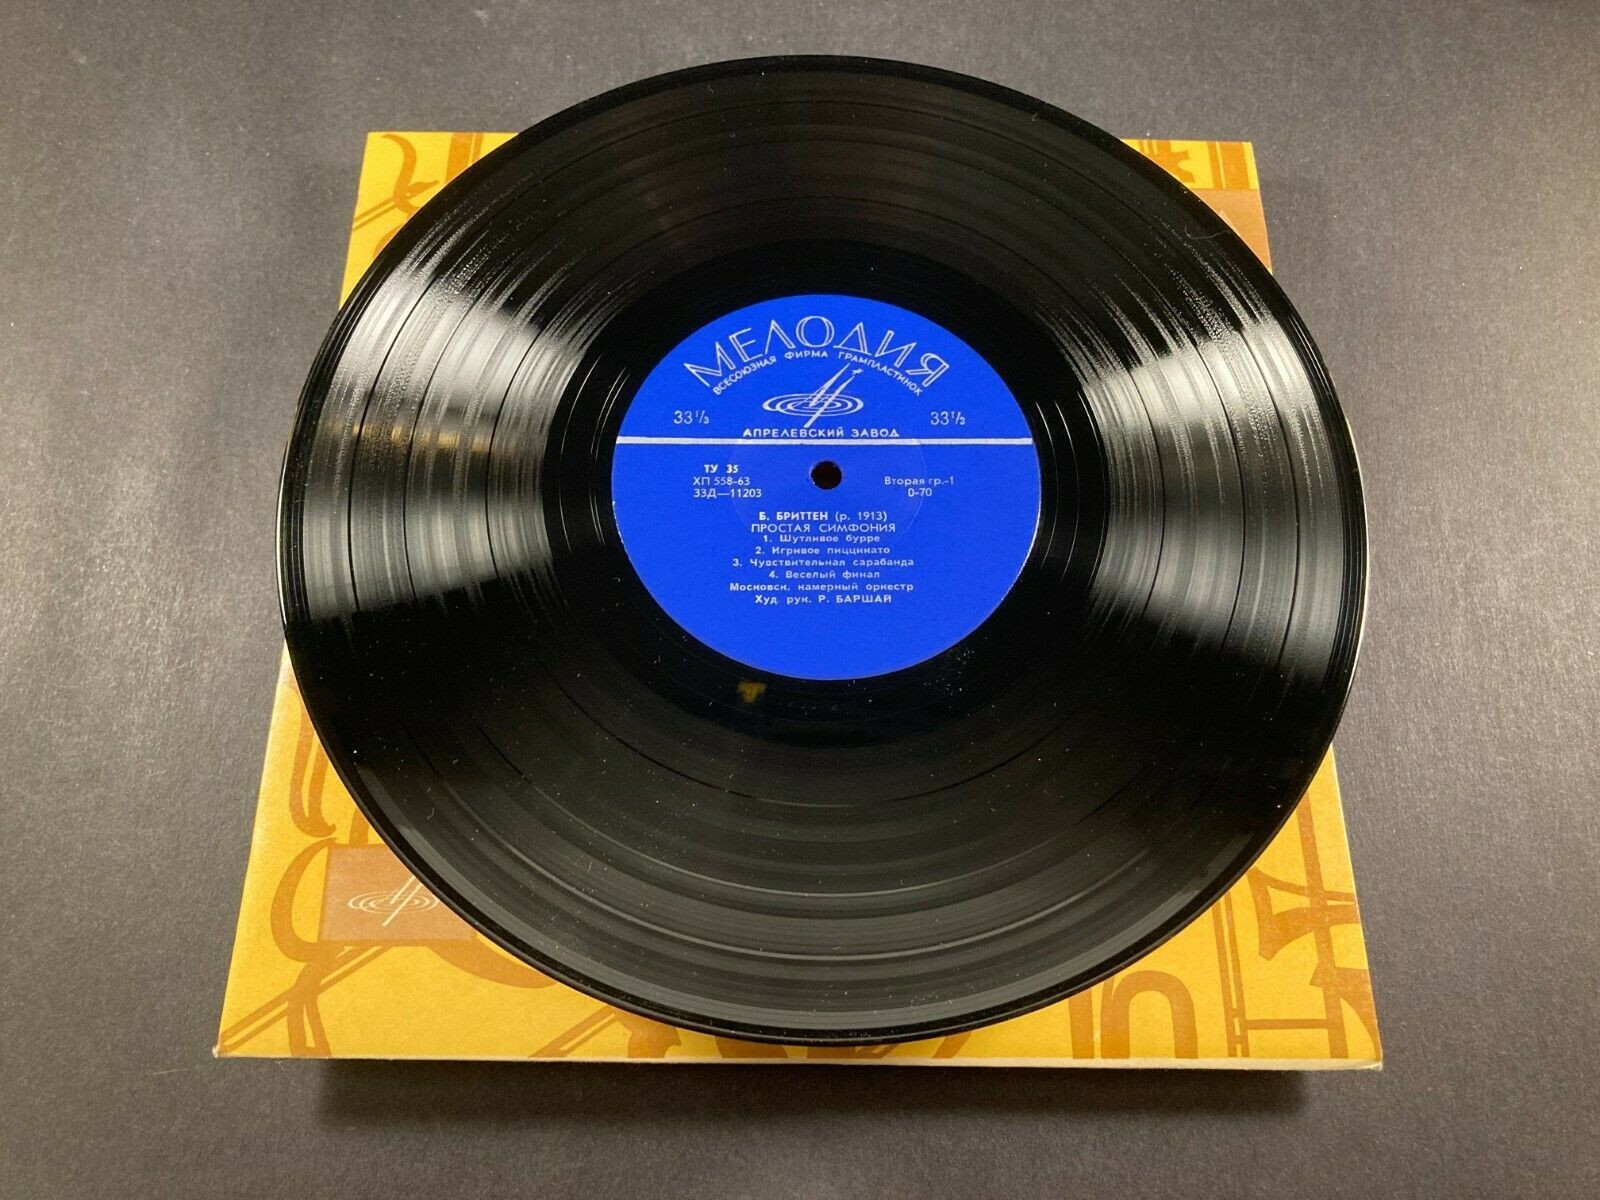 МЕЛОДИЯ
ВСЕСОЮЗНАЯ ФИРМА ГРАМПЛАСТИНОК
33⅓ 33⅓
АПРЕЛЕВСКИЙ ЗАВОД
ТУ 35
ХП 558-63 Вторая гр.-1
33Д—11203 0-70
Б. БРИТТЕН (р. 1913)
ПРОСТАЯ СИМФОНИЯ
1. Шутливое бурре
2. Игривое пиццикато
3. Чувствительная сарабанда
4. Веселый финал
Московск. камерный оркестр
Худ. рук. Р. БАРШАЙ